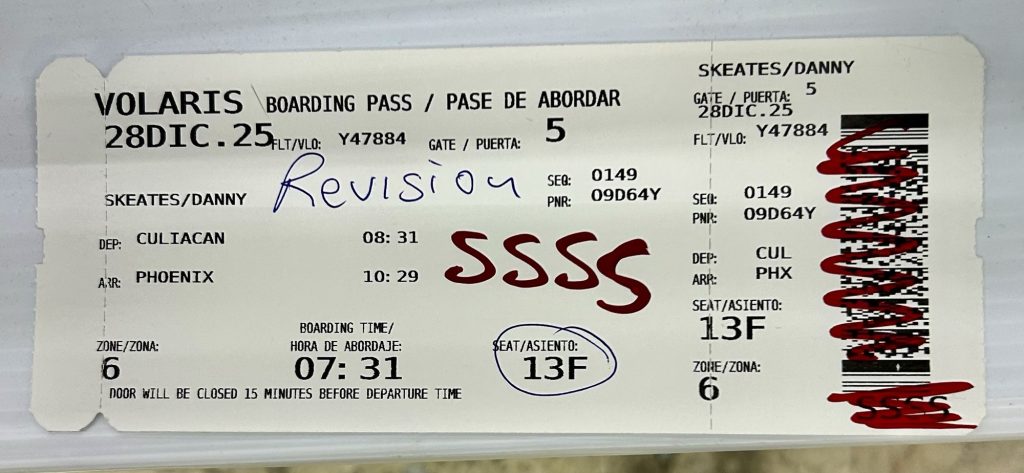 VOLARIS BOARDING PASS / PASE DE ABORDAR
28DIC.25 FLT/VLO: Y47884 GATE / PUERTA: 5
Revision
SEQ: 0149
PNR: 09D64Y
SKEATES/DANNY
DEP: CULIACAN 08:31
ARR: PHOENIX 10:29
SSSS
BOARDING TIME/
ZONE/ZONA: HORA DE ABORDAJE: SEAT/ASIENTO:
6 07:31 13F
DOOR WILL BE CLOSED 15 MINUTES BEFORE DEPARTURE TIME
SKEATES/DANNY
GATE / PUERTA: 5
28DIC.25
FLT/VLO: Y47884
SEQ: 0149
PNR: 09D64Y
DEP: CUL
ARR: PHX
SEAT/ASIENTO:
13F
ZONE/ZONA:
6
SSSS